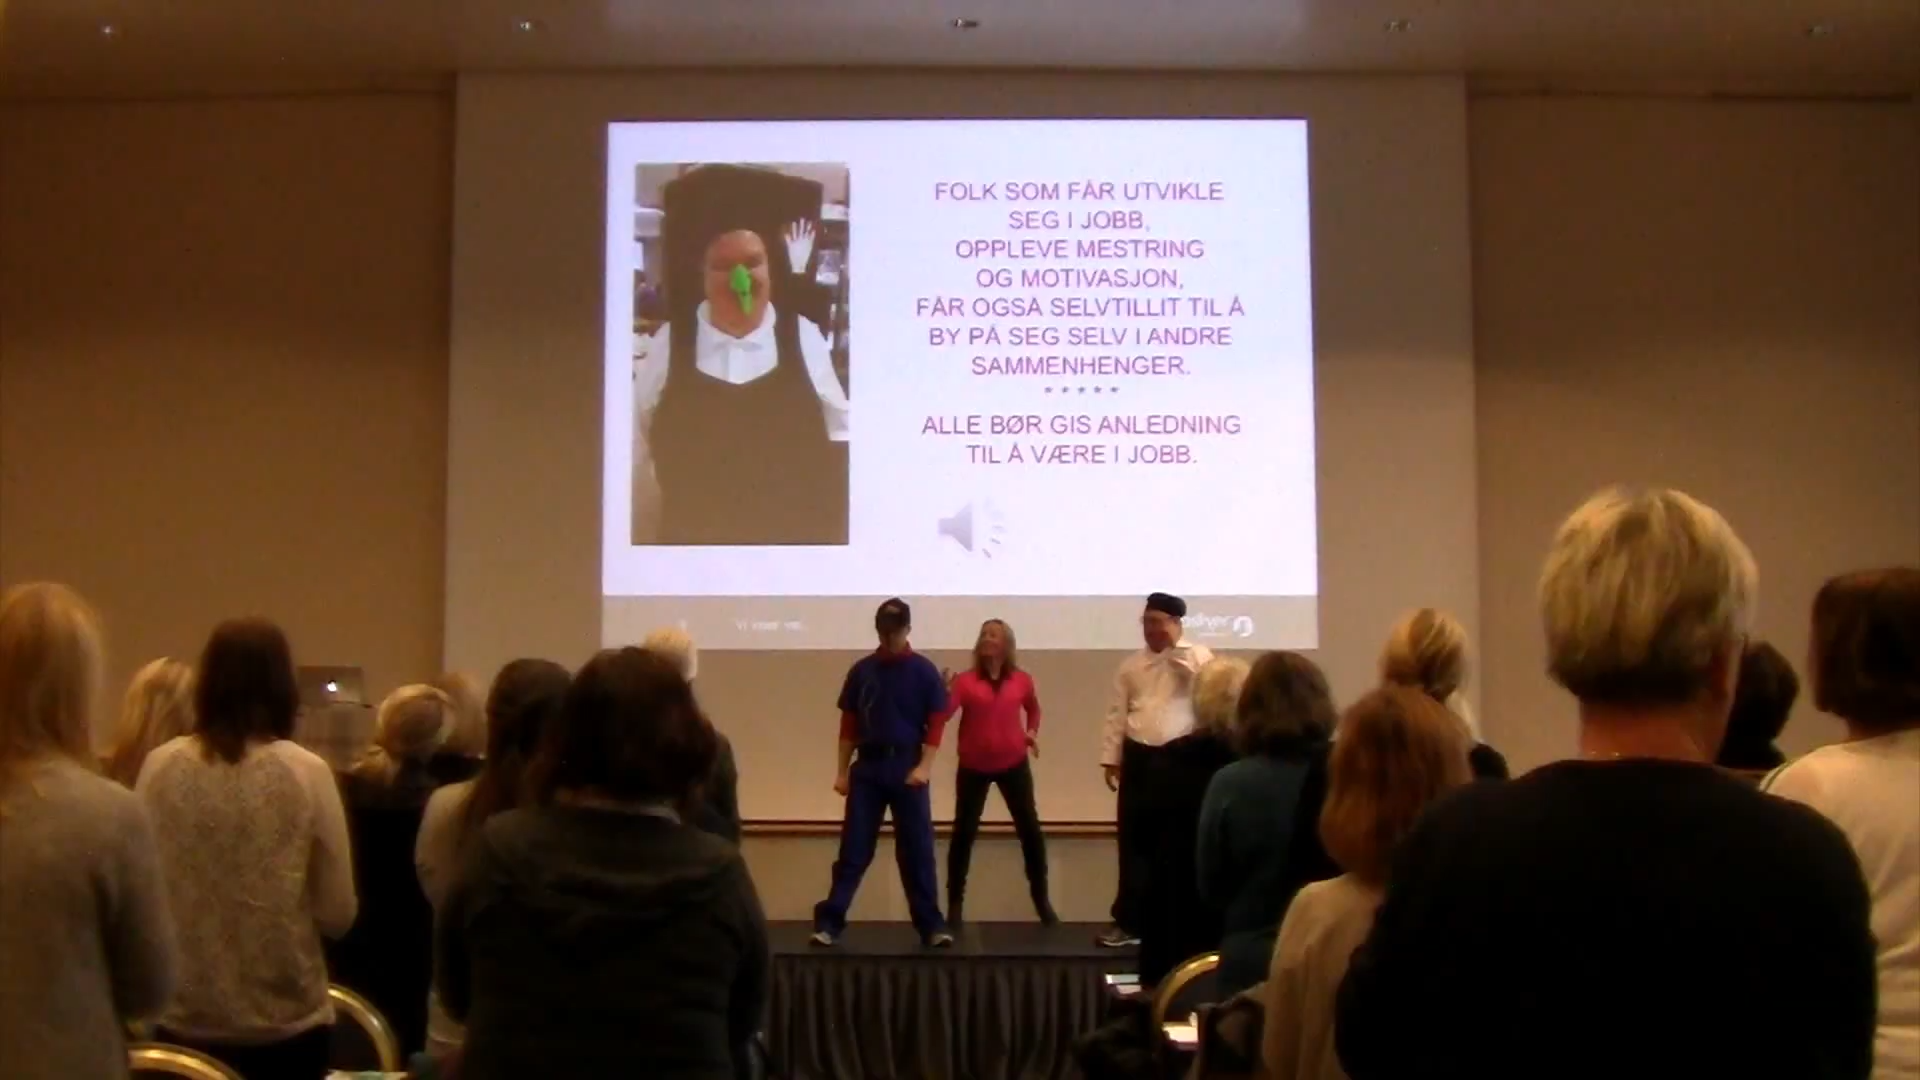 FOLK SOM FÅR UTVIKLE
SEG I JOBB,
OPPLEVE MESTRING
OG MOTIVASJON,
FÅR OGSÅ SELVTILLIT TIL Å
BY PÅ SEG SELV I ANDRE
SAMMENHENGER.
*****
ALLE BØR GIS ANLEDNING
TIL Å VÆRE I JOBB.